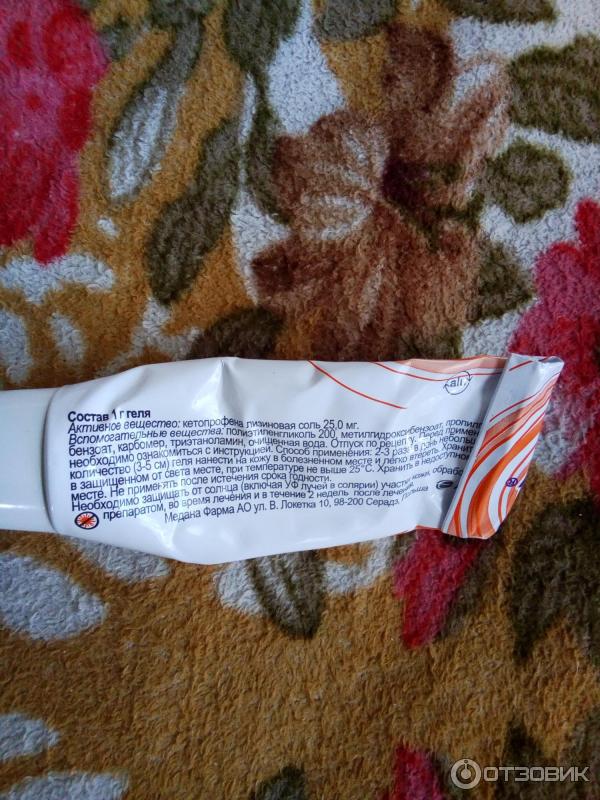 Состав 1 г геля
Активное вещество: кетопрофена лизиновая соль 25,0 мг.
Вспомогательные вещества: полиэтиленгликоль 200, метилгидроксибензоат, пропилг
бензоат, карбомер, триэтаноламин, очищенная вода. Отпуск по рецепту. Перед примен
необходимо ознакомиться с инструкцией. Способ применения: 2-3 раза в день неболь
количество (3-5 см) геля нанести на кожу в болезненном месте и легко втереть. Хранит
в защищенном от света месте, при температуре не выше 25°C. Хранить в недоступном
месте. Не применять после истечения срока годности.
Необходимо защищать от солнца (включая УФ лучей в солярии) участки кожи, обрабо
препаратом, во время лечения и в течение 2 недель после лечения.
Медана Фарма АО ул. В. Локетка 10, 98-200 Серадз, Польша
ali.
ОТЗОВИК